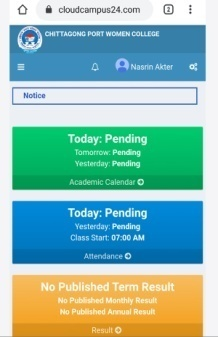 cloudcampus24.com
2
CHITTAGONG PORT WOMEN COLLEGE
Nasrin Akter
Notice
Today: Pending
Tomorrow: Pending
Yesterday: Pending
Academic Calendar
Today: Pending
Yesterday: Pending
Class Start: 07:00 AM
Attendance
No Published Term Result
No Published Monthly Result
No Published Annual Result
Result